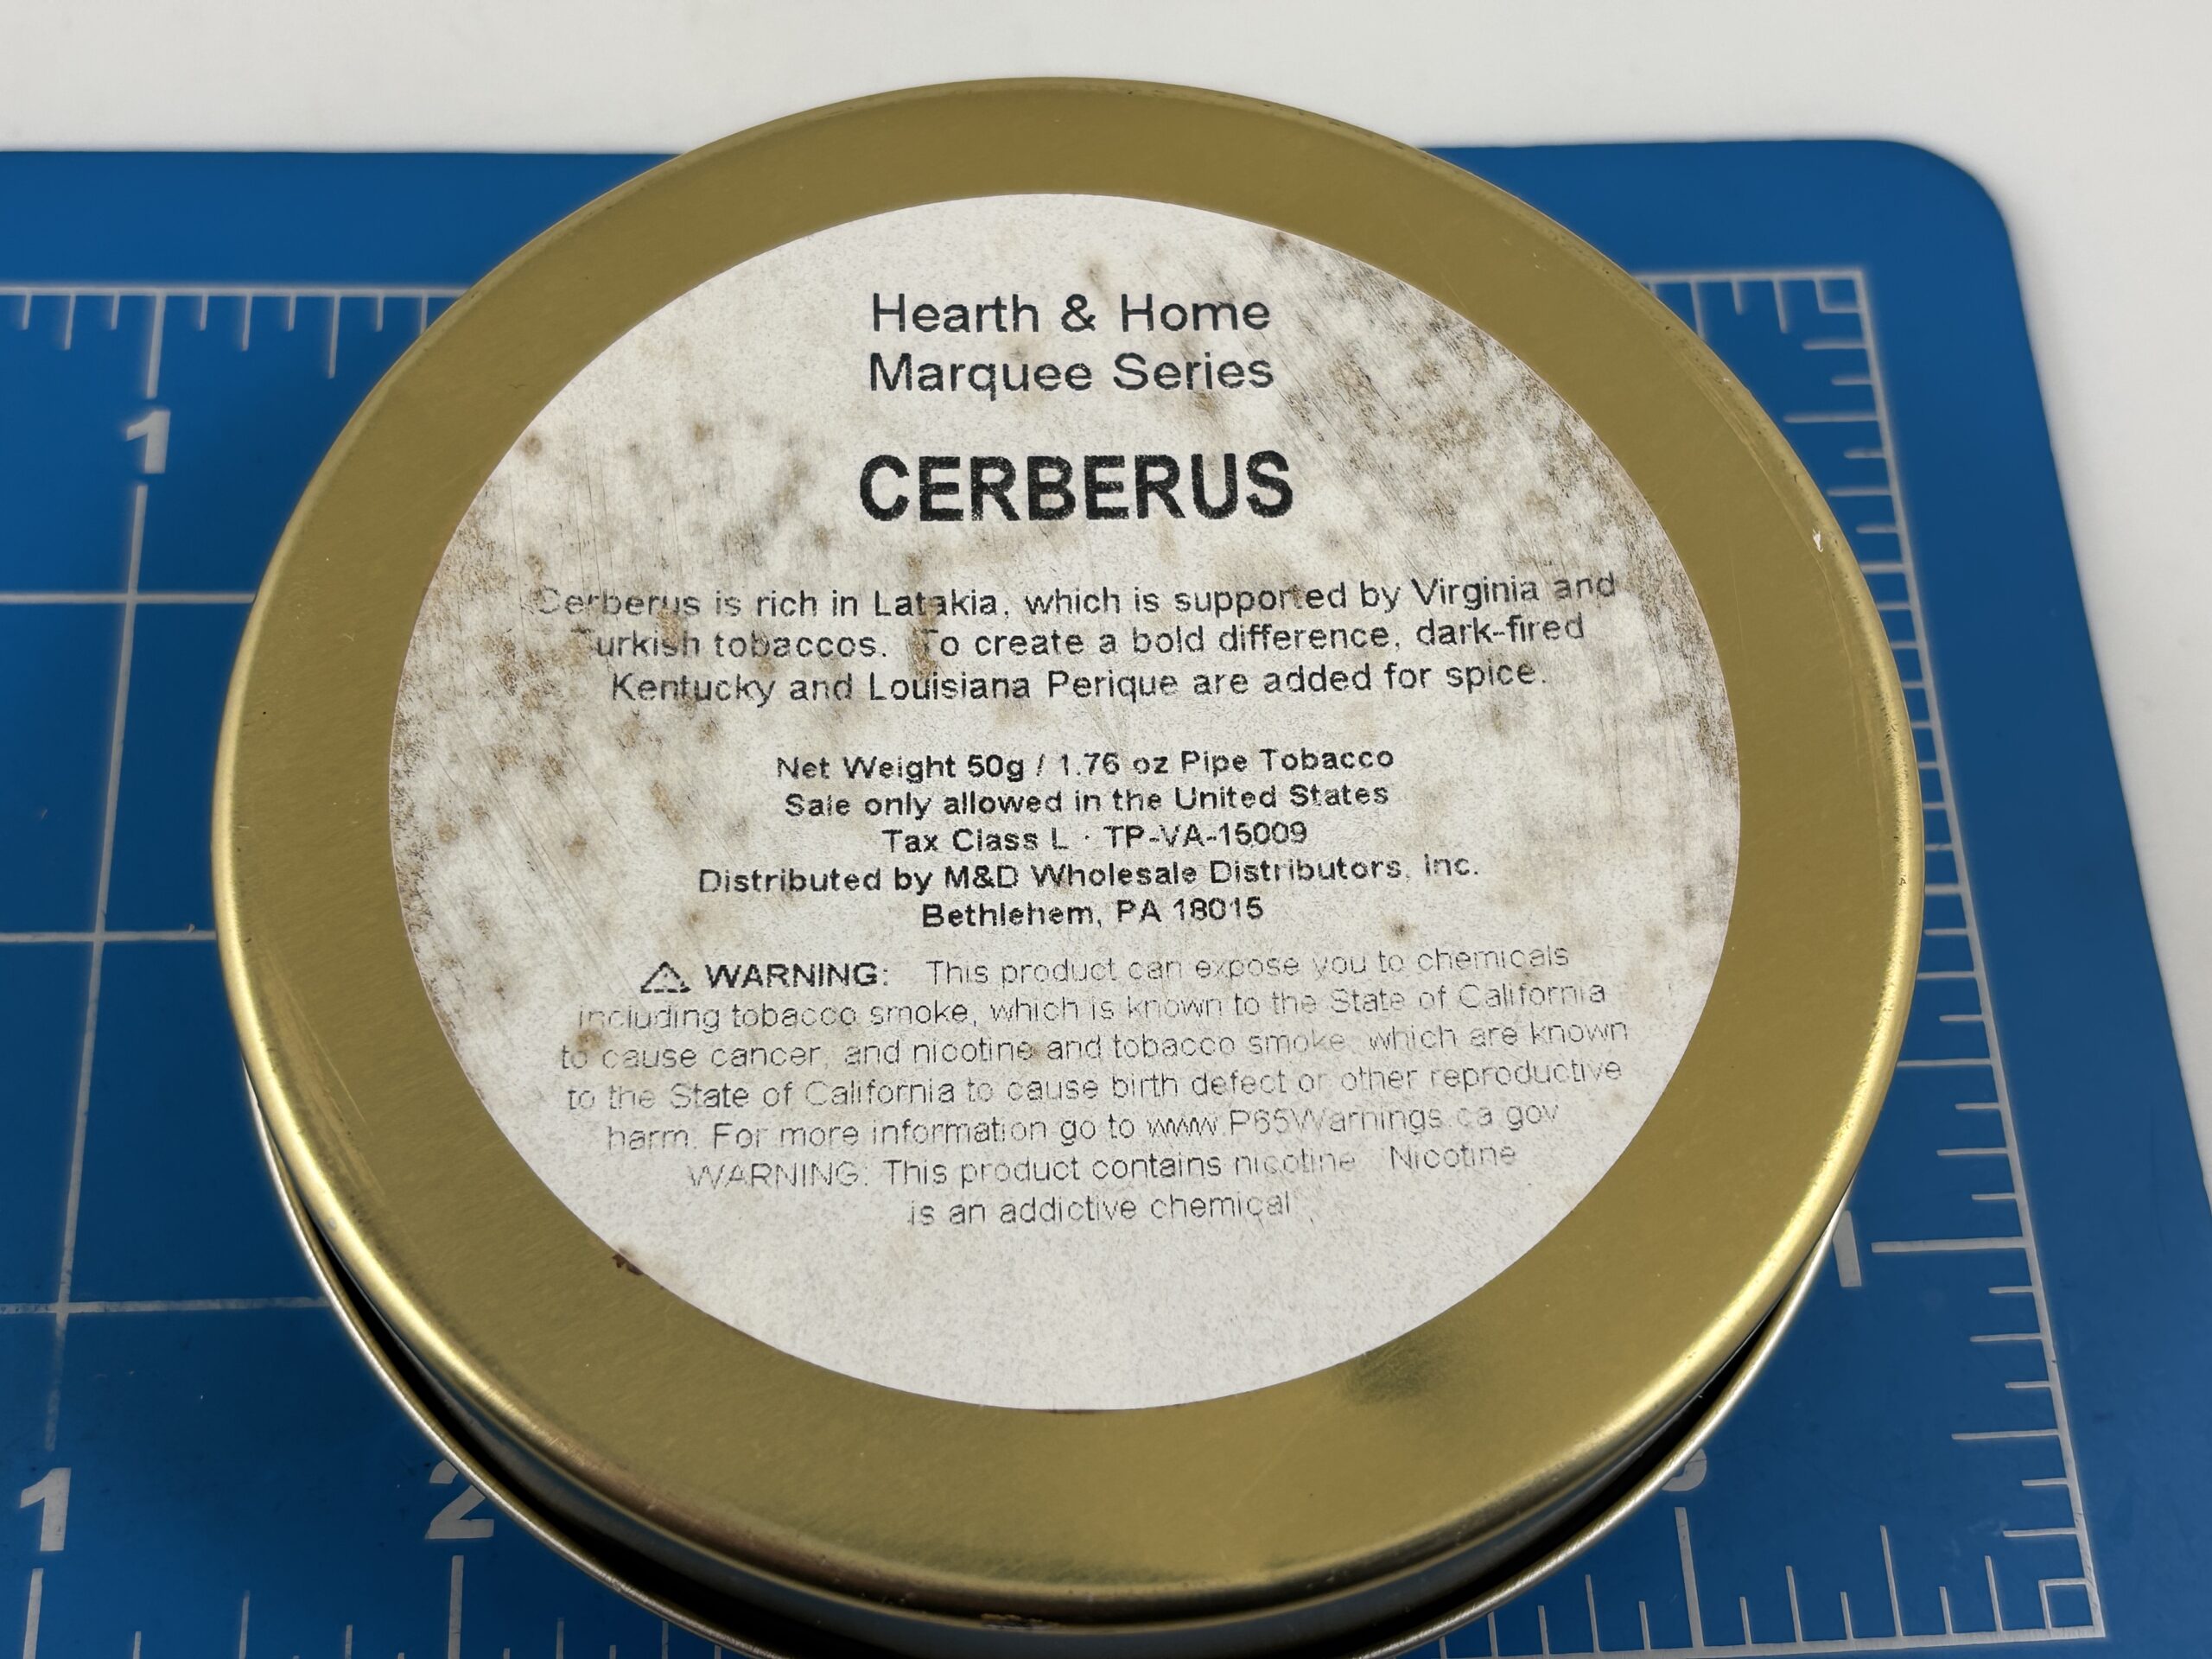 Hearth & Home
Marquee Series
CERBERUS
Cerberus is rich in Latakia, which is supported by Virginia and
Turkish tobaccos. To create a bold difference, dark-fired
Kentucky and Louisiana Perique are added for spice.
Net Weight 50g / 1.76 oz Pipe Tobacco
Sale only allowed in the United States
Tax Class L · TP-VA-15009
Distributed by M&D Wholesale Distributors, Inc.
Bethlehem, PA 18015
⚠ WARNING: This product can expose you to chemicals
including tobacco smoke, which is known to the State of California
to cause cancer, and nicotine and tobacco smoke, which are known
to the State of California to cause birth defect or other reproductive
harm. For more information go to www.P65Warnings.ca.gov
WARNING: This product contains nicotine. Nicotine
is an addictive chemical.
1
1
1
2